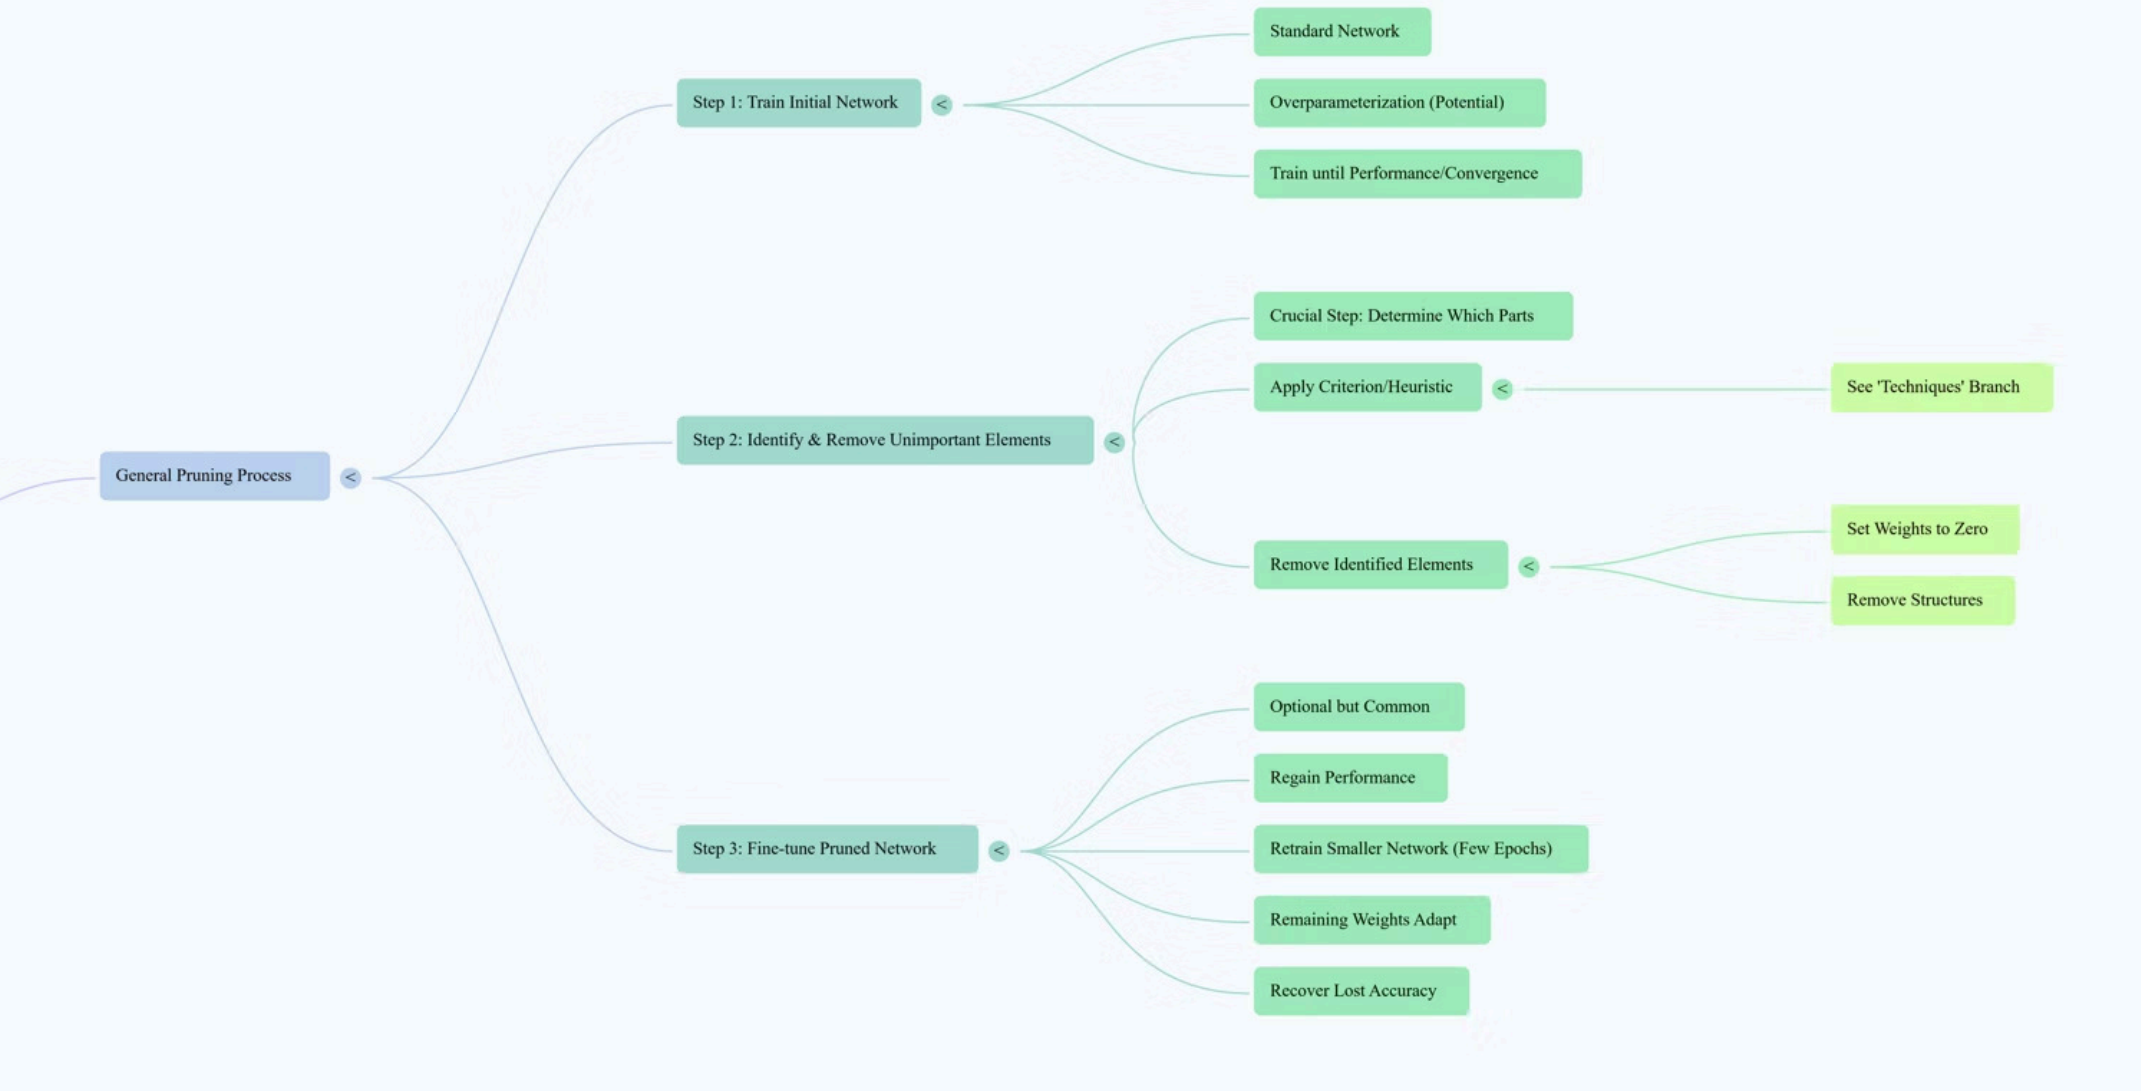 General Pruning Process
Step 1: Train Initial Network
<
Standard Network
Overparameterization (Potential)
Train until Performance/Convergence
Step 2: Identify & Remove Unimportant Elements
<
Crucial Step: Determine Which Parts
Apply Criterion/Heuristic
<
See 'Techniques' Branch
Remove Identified Elements
<
Set Weights to Zero
Remove Structures
<
Step 3: Fine-tune Pruned Network
<
Optional but Common
Regain Performance
Retrain Smaller Network (Few Epochs)
Remaining Weights Adapt
Recover Lost Accuracy